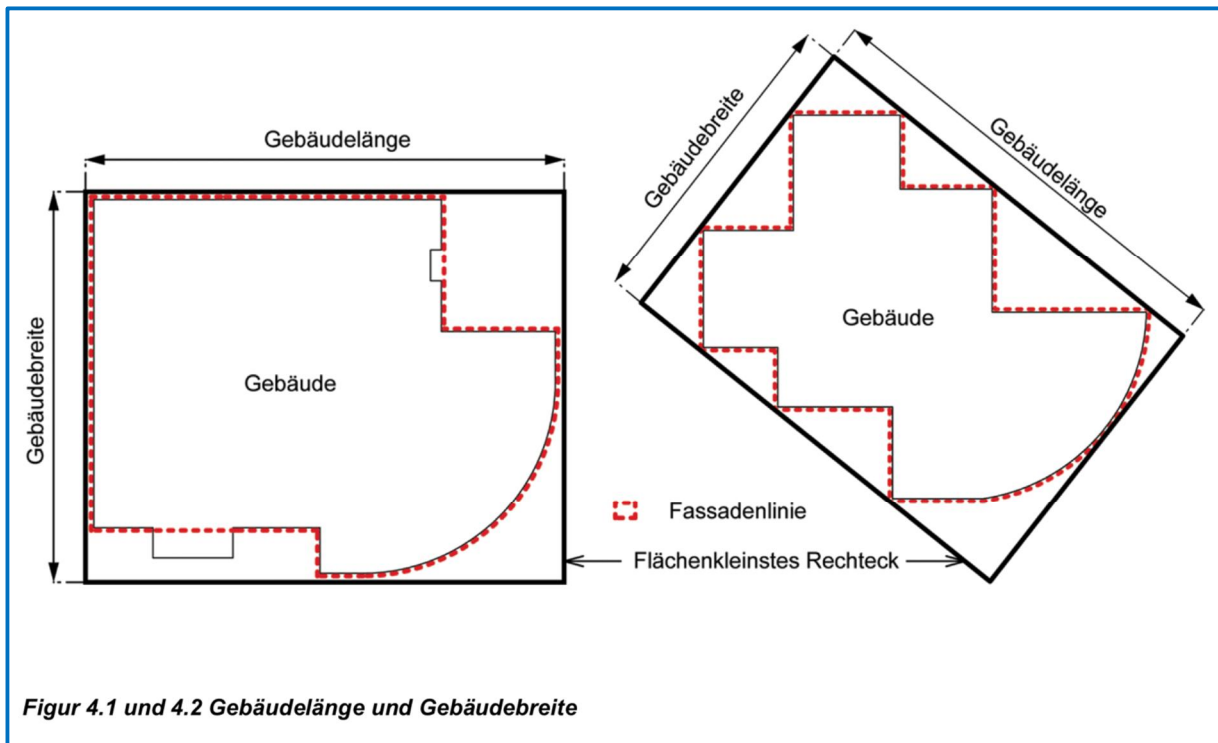 Gebäudelänge
Gebäudebreite
Gebäude
Gebäudebreite
Gebäudelänge
Gebäude
Fassadenlinie
Flächenkleinstes Rechteck
Figur 4.1 und 4.2 Gebäudelänge und Gebäudebreite